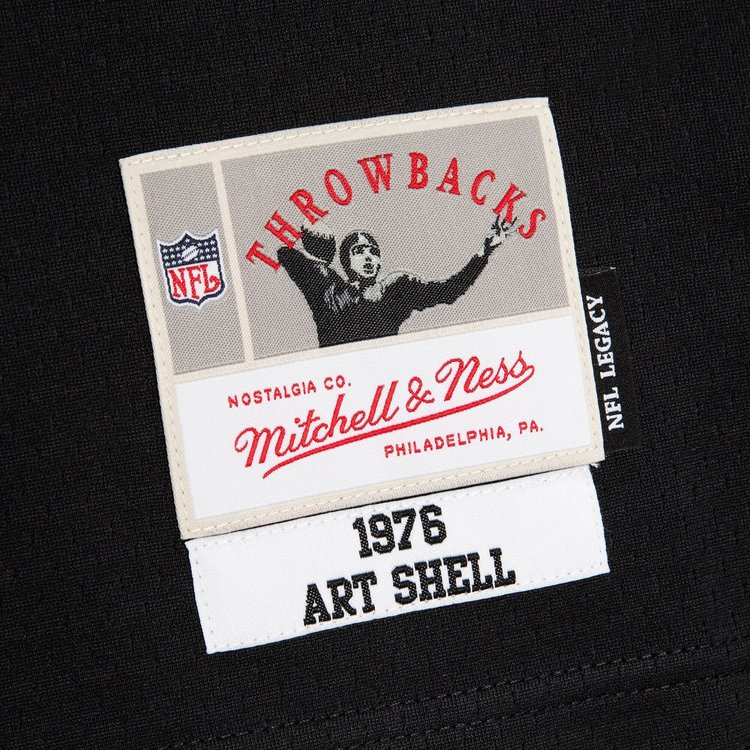 THROWBACKS
NFL
NOSTALGIA CO.
Mitchell & Ness
PHILADELPHIA, PA.
NFL LEGACY
1976
ART SHELL